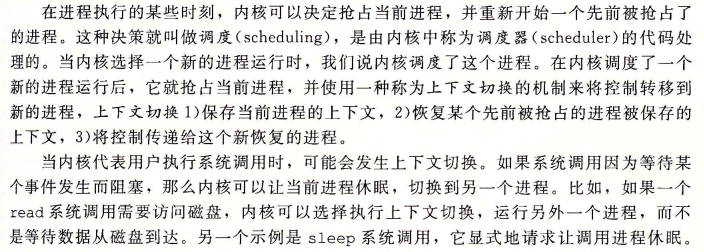 在进程执行的某些时刻，内核可以决定抢占当前进程，并重新开始一个先前被抢占了
的进程。这种决策就叫做调度(scheduling)，是由内核中称为调度器(scheduler)的代码处
理的。当内核选择一个新的进程运行时，我们说内核调度了这个进程。在内核调度了一个
新的进程运行后，它就抢占当前进程，并使用一种称为上下文切换的机制来将控制转移到
新的进程，上下文切换1)保存当前进程的上下文，2)恢复某个先前被抢占的进程被保存的
上下文，3)将控制传递给这个新恢复的进程。
当内核代表用户执行系统调用时，可能会发生上下文切换。如果系统调用因为等待某
个事件发生而阻塞，那么内核可以让当前进程休眠，切换到另一个进程。比如，如果一个
read系统调用需要访问磁盘，内核可以选择执行上下文切换，运行另外一个进程，而不
是等待数据从磁盘到达。另一个示例是sleep系统调用，它显式地请求让调用进程休眠。